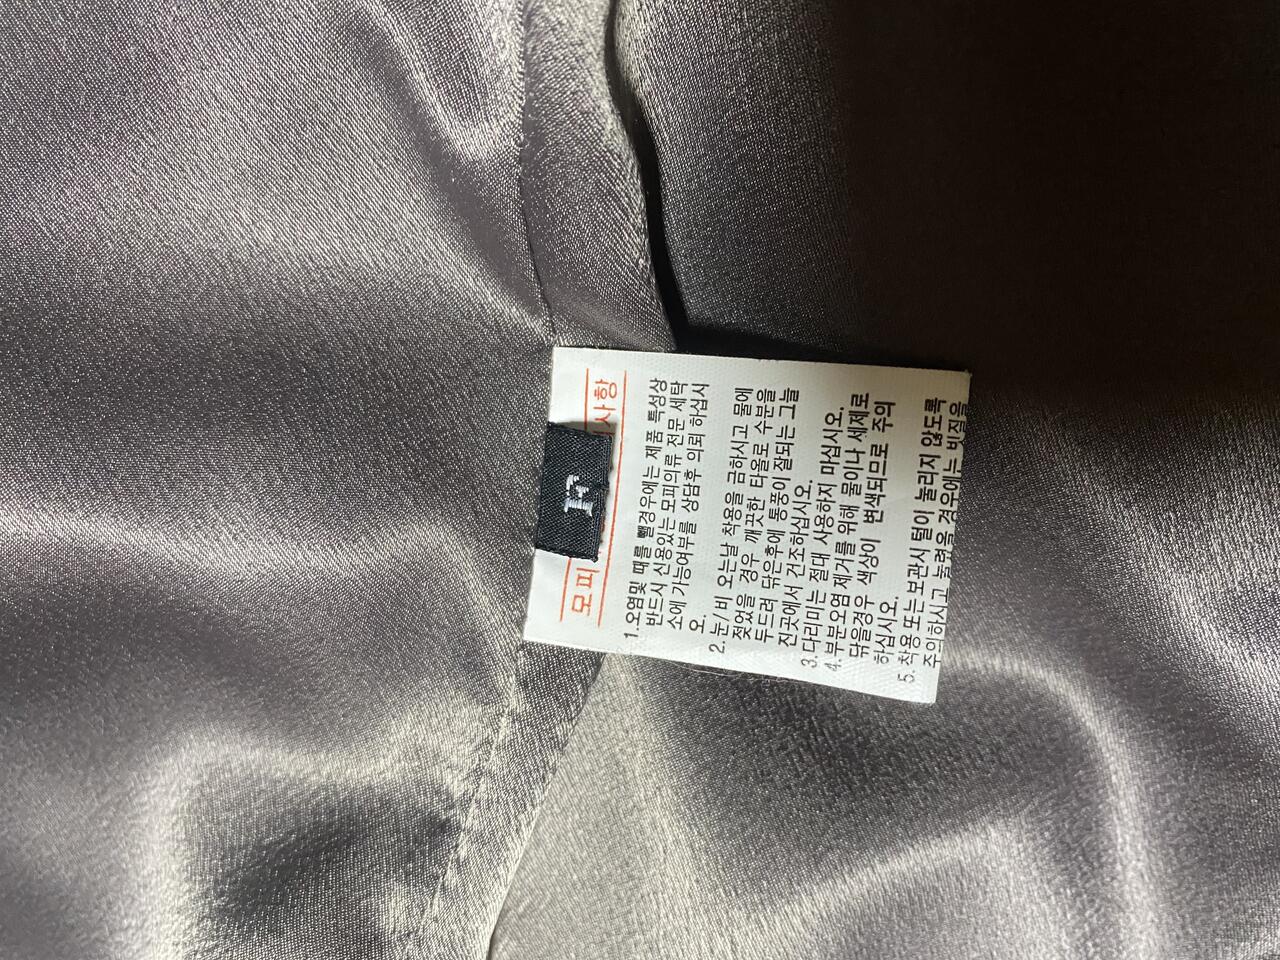 F
모피 사항
1.오염및 때를 뺄경우에는 제품 특성상
반드시 신용있는 모피의류 전문 세탁
소에 가능여부를 상담후 의뢰 하십시
오.
2.눈/비 오는날 착용을 금하시고 물에
젖었을 경우 깨끗한 타올로 수분을
두드려 닦은후에 통풍이 잘되는 그늘
진곳에서 건조하십시오.
3.다리미는 절대 사용하지 마십시오.
4.부분오염 제거를 위해 물이나 세제로
닦을경우 색상이 변색되므로 주의
하십시오.
5.착용 또는 보관시 털이 눌리지 않도록
주의하시고 눌렸을 경우에는 빗질을